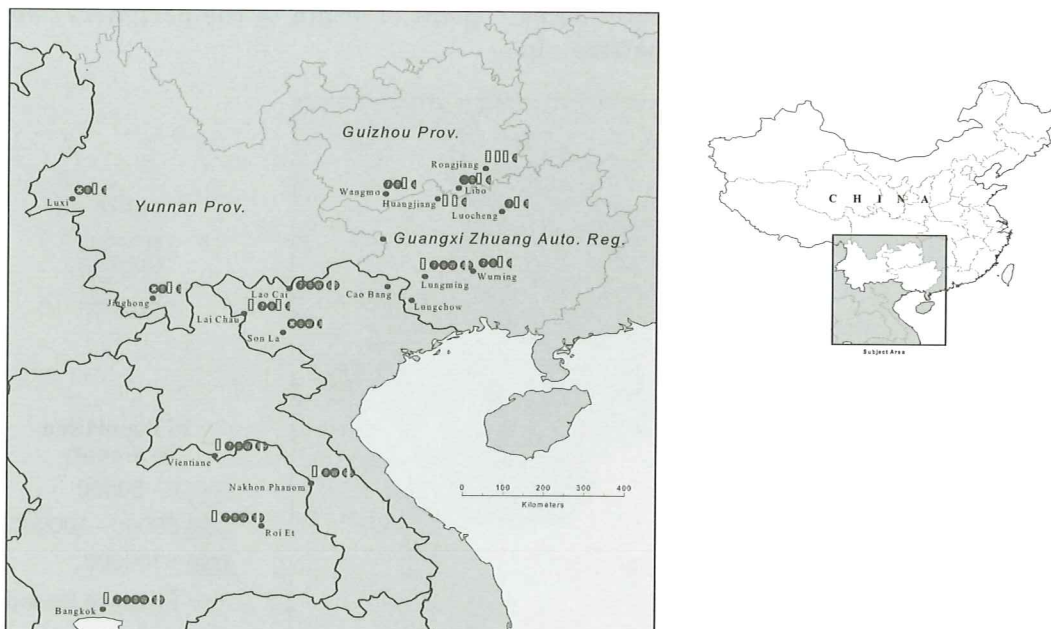 Guizhou Prov.
Rongjiang
Wangmo
Libo
Huangjiang
Luocheng
Luxi
Yunnan Prov.
Guangxi Zhuang Auto. Reg.
Wuming
Lungming
Lao Cai
Cao Bang
Jinghong
Lungchow
Lai Chau
Son La
Vientiane
Nakhon Phanom
Roi Et
Bangkok
0 100 200 300 400
Kilometers
C H I N A
Subject Area